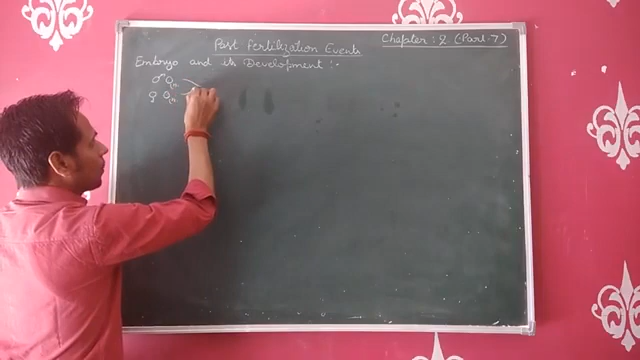 Chapter : 2 (Part-7)
Post Fertilization Events
Embryo and its Development :-
♂ (n)
♀ (n)